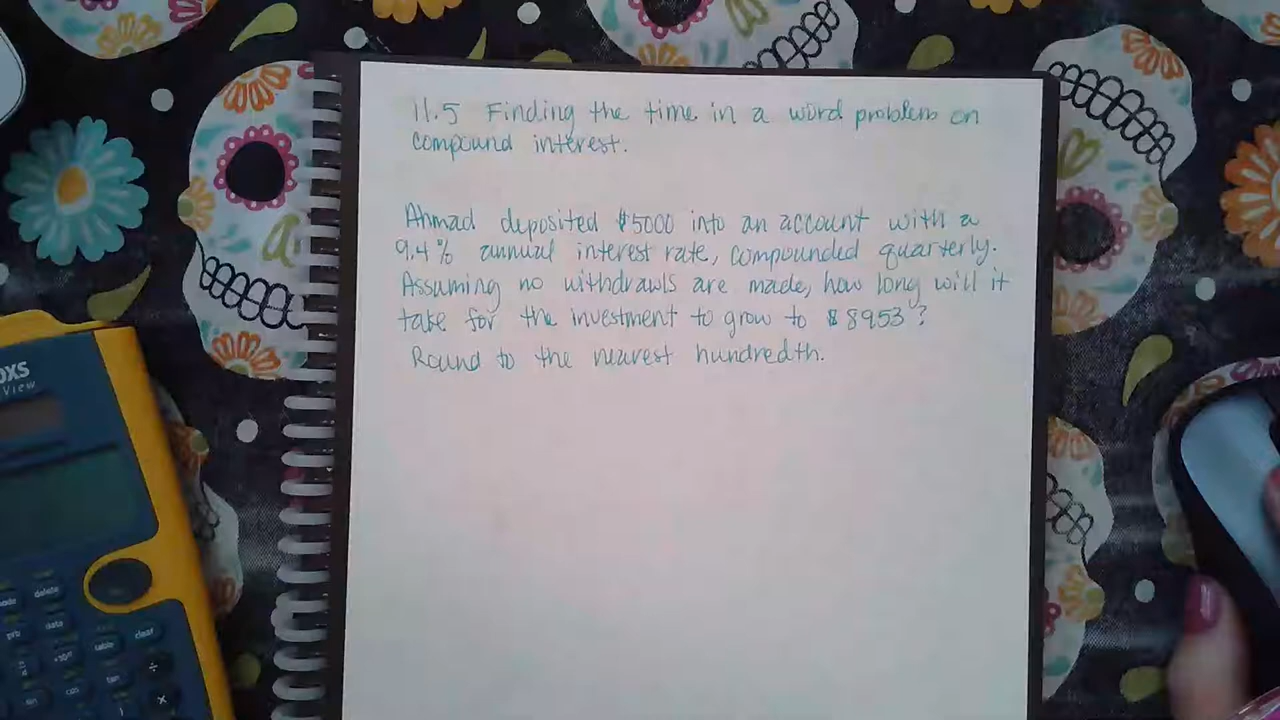 11.5 Finding the time in a word problem on
compound interest.
Ahmad deposited $5000 into an account with a
9.4% annual interest rate, compounded quarterly.
Assuming no withdrawls are made, how long will it
take for the investment to grow to $8953?
Round to the nearest hundredth.